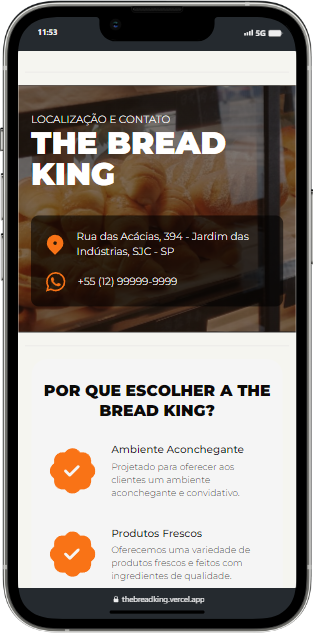 11:53
5G
LOCALIZAÇÃO E CONTATO
THE BREAD
KING
Rua das Acácias, 394 - Jardim das
Indústrias, SJC - SP
+55 (12) 99999-9999
POR QUE ESCOLHER A THE
BREAD KING?
Ambiente Aconchegante
Projetado para oferecer aos
clientes um ambiente
aconchegante e convidativo.
Produtos Frescos
Oferecemos uma variedade de
produtos frescos e feitos com
ingredientes de qualidade.
thebreadking.vercel.app